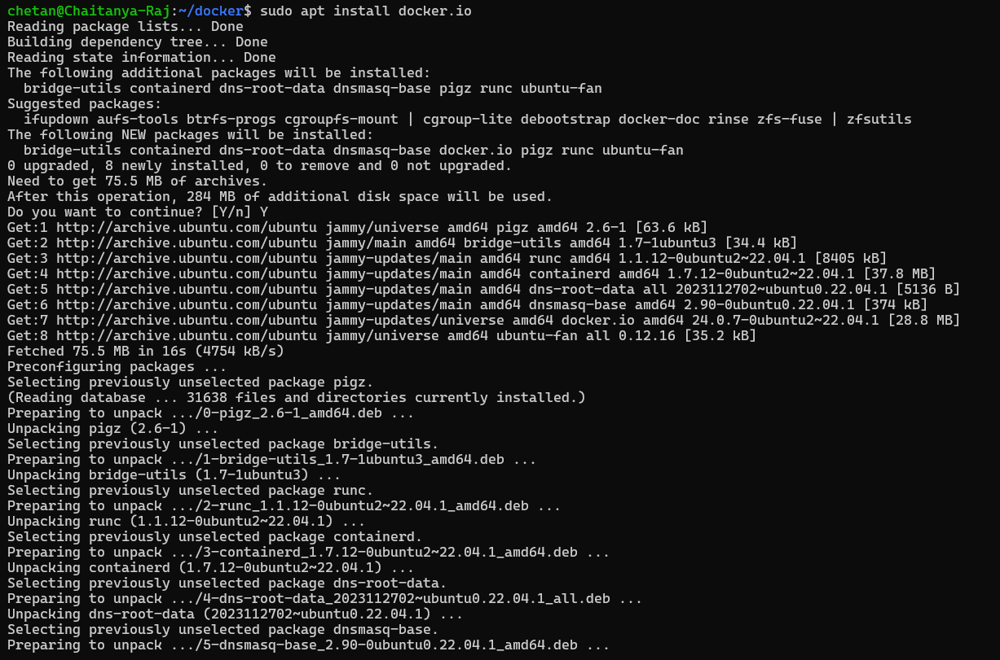 chetan@Chaitanya-Raj:~/docker$ sudo apt install docker.io
Reading package lists... Done
Building dependency tree... Done
Reading state information... Done
The following additional packages will be installed:
  bridge-utils containerd dns-root-data dnsmasq-base pigz runc ubuntu-fan
Suggested packages:
  ifupdown aufs-tools btrfs-progs cgroupfs-mount | cgroup-lite debootstrap docker-doc rinse zfs-fuse | zfsutils
The following NEW packages will be installed:
  bridge-utils containerd dns-root-data dnsmasq-base docker.io pigz runc ubuntu-fan
0 upgraded, 8 newly installed, 0 to remove and 0 not upgraded.
Need to get 75.5 MB of archives.
After this operation, 284 MB of additional disk space will be used.
Do you want to continue? [Y/n] Y
Get:1 http://archive.ubuntu.com/ubuntu jammy/universe amd64 pigz amd64 2.6-1 [63.6 kB]
Get:2 http://archive.ubuntu.com/ubuntu jammy/main amd64 bridge-utils amd64 1.7-1ubuntu3 [34.4 kB]
Get:3 http://archive.ubuntu.com/ubuntu jammy-updates/main amd64 runc amd64 1.1.12-0ubuntu2~22.04.1 [8405 kB]
Get:4 http://archive.ubuntu.com/ubuntu jammy-updates/main amd64 containerd amd64 1.7.12-0ubuntu2~22.04.1 [37.8 MB]
Get:5 http://archive.ubuntu.com/ubuntu jammy-updates/main amd64 dns-root-data all 2023112702~ubuntu0.22.04.1 [5136 B]
Get:6 http://archive.ubuntu.com/ubuntu jammy-updates/main amd64 dnsmasq-base amd64 2.90-0ubuntu0.22.04.1 [374 kB]
Get:7 http://archive.ubuntu.com/ubuntu jammy-updates/universe amd64 docker.io amd64 24.0.7-0ubuntu2~22.04.1 [28.8 MB]
Get:8 http://archive.ubuntu.com/ubuntu jammy/universe amd64 ubuntu-fan all 0.12.16 [35.2 kB]
Fetched 75.5 MB in 16s (4754 kB/s)
Preconfiguring packages ...
Selecting previously unselected package pigz.
(Reading database ... 31638 files and directories currently installed.)
Preparing to unpack .../0-pigz_2.6-1_amd64.deb ...
Unpacking pigz (2.6-1) ...
Selecting previously unselected package bridge-utils.
Preparing to unpack .../1-bridge-utils_1.7-1ubuntu3_amd64.deb ...
Unpacking bridge-utils (1.7-1ubuntu3) ...
Selecting previously unselected package runc.
Preparing to unpack .../2-runc_1.1.12-0ubuntu2~22.04.1_amd64.deb ...
Unpacking runc (1.1.12-0ubuntu2~22.04.1) ...
Selecting previously unselected package containerd.
Preparing to unpack .../3-containerd_1.7.12-0ubuntu2~22.04.1_amd64.deb ...
Unpacking containerd (1.7.12-0ubuntu2~22.04.1) ...
Selecting previously unselected package dns-root-data.
Preparing to unpack .../4-dns-root-data_2023112702~ubuntu0.22.04.1_all.deb ...
Unpacking dns-root-data (2023112702~ubuntu0.22.04.1) ...
Selecting previously unselected package dnsmasq-base.
Preparing to unpack .../5-dnsmasq-base_2.90-0ubuntu0.22.04.1_amd64.deb ...